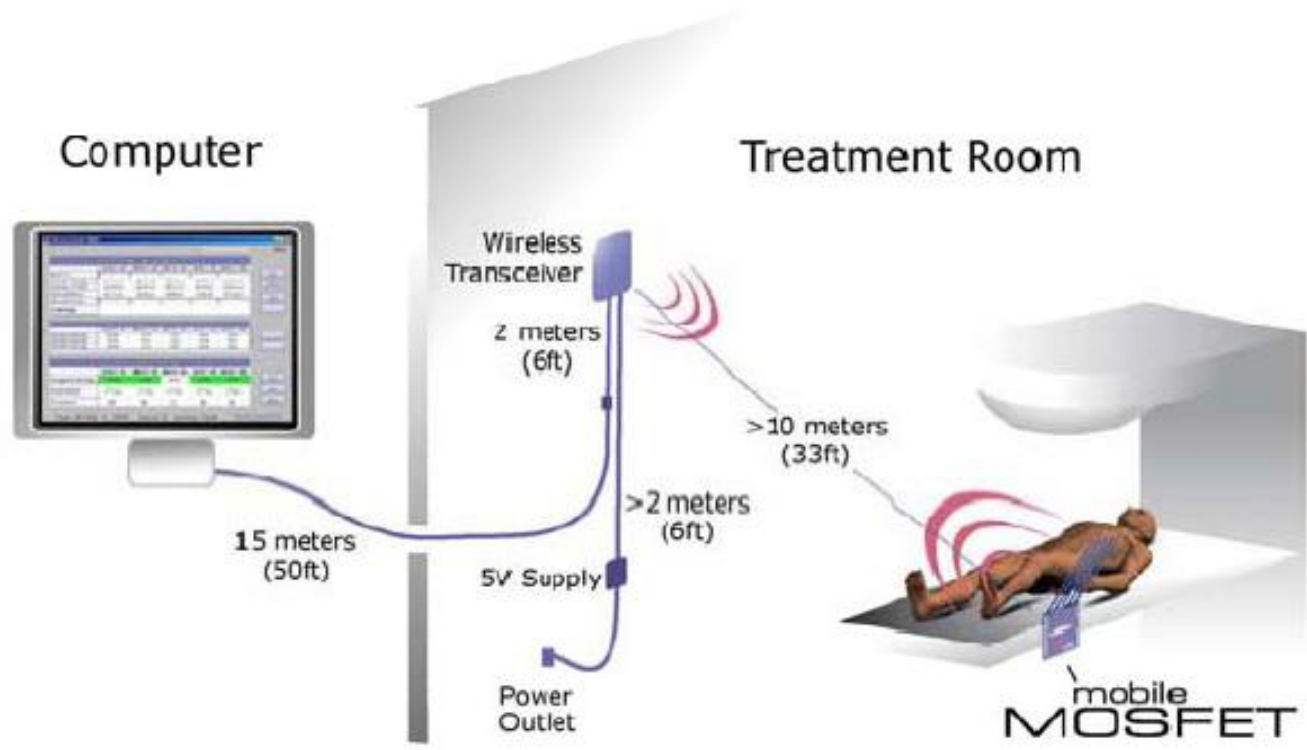 Computer
Treatment Room
Wireless
Transceiver
2 meters
(6ft)
>10 meters
(33ft)
>2 meters
(6ft)
15 meters
(50ft)
5V Supply
Power
Outlet
mobile
MOSFET